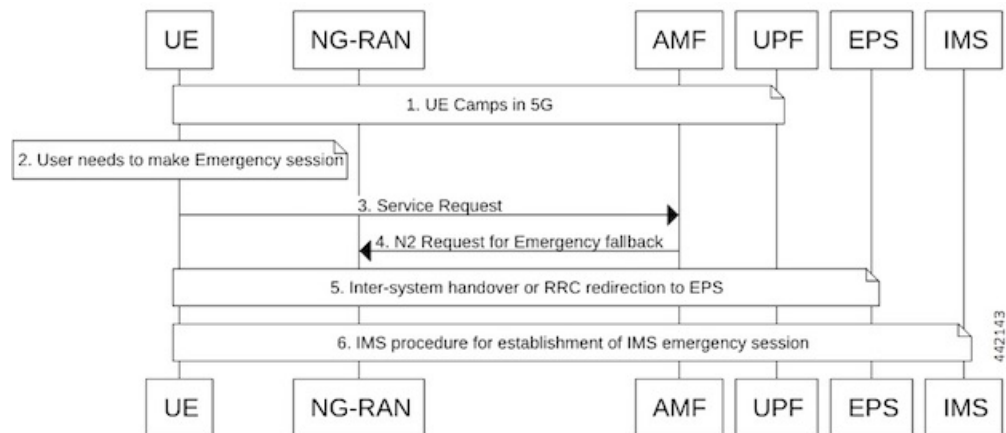 UE NG-RAN AMF UPF EPS IMS
1. UE Camps in 5G
2. User needs to make Emergency session
3. Service Request
4. N2 Request for Emergency fallback
5. Inter-system handover or RRC redirection to EPS
6. IMS procedure for establishment of IMS emergency session
442143
UE NG-RAN AMF UPF EPS IMS